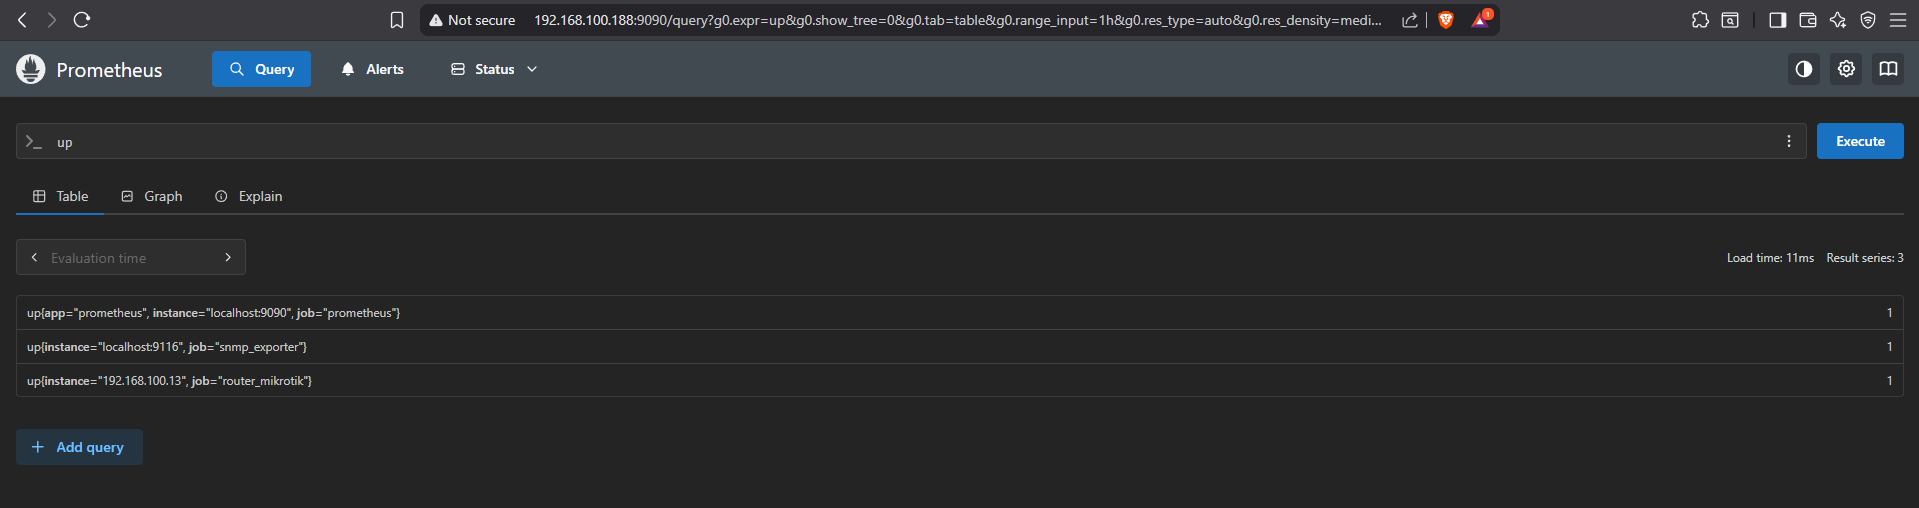 Not secure 192.168.100.188:9090/query?g0.expr=up&g0.show_tree=0&g0.tab=table&g0.range_input=1h&g0.res_type=auto&g0.res_density=medi...
1
Prometheus Query Alerts Status
>_ up Execute
Table Graph Explain
Evaluation time Load time: 11ms Result series: 3
up{app="prometheus", instance="localhost:9090", job="prometheus"} 1
up{instance="localhost:9116", job="snmp_exporter"} 1
up{instance="192.168.100.13", job="router_mikrotik"} 1
+ Add query